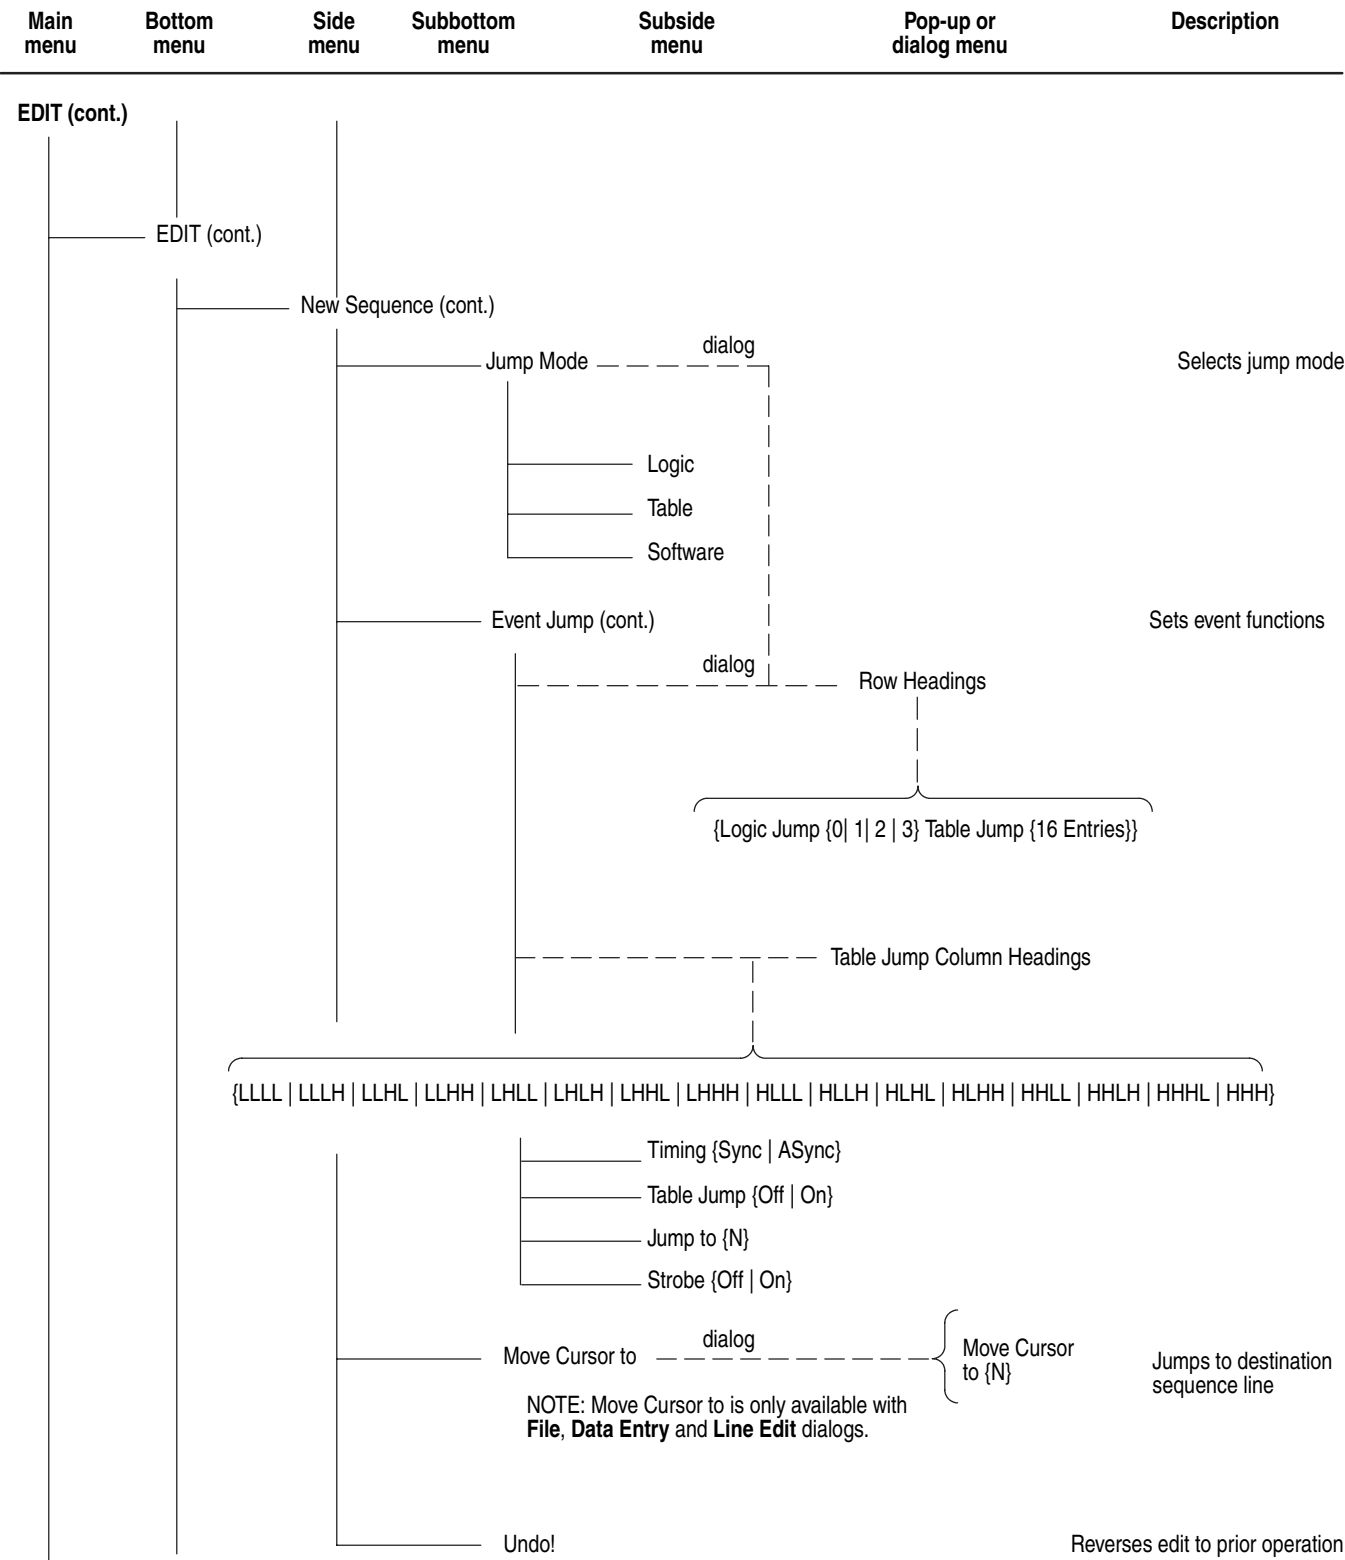 Main menu
Bottom menu
Side menu
Subbottom menu
Subside menu
Pop-up or dialog menu
Description
EDIT (cont.)
EDIT (cont.)
New Sequence (cont.)
dialog
Jump Mode
Selects jump mode
Logic
Table
Software
Event Jump (cont.)
Sets event functions
dialog
Row Headings
{Logic Jump {0| 1| 2 | 3} Table Jump {16 Entries}}
Table Jump Column Headings
{LLLL | LLLH | LLHL | LLHH | LHLL | LHLH | LHHL | LHHH | HLLL | HLLH | HLHL | HLHH | HHLL | HHLH | HHHL | HHH}
Timing {Sync | ASync}
Table Jump {Off | On}
Jump to {N}
Strobe {Off | On}
dialog
Move Cursor to
Move Cursor
to {N}
Jumps to destination
sequence line
NOTE: Move Cursor to is only available with
File, Data Entry and Line Edit dialogs.
Undo!
Reverses edit to prior operation